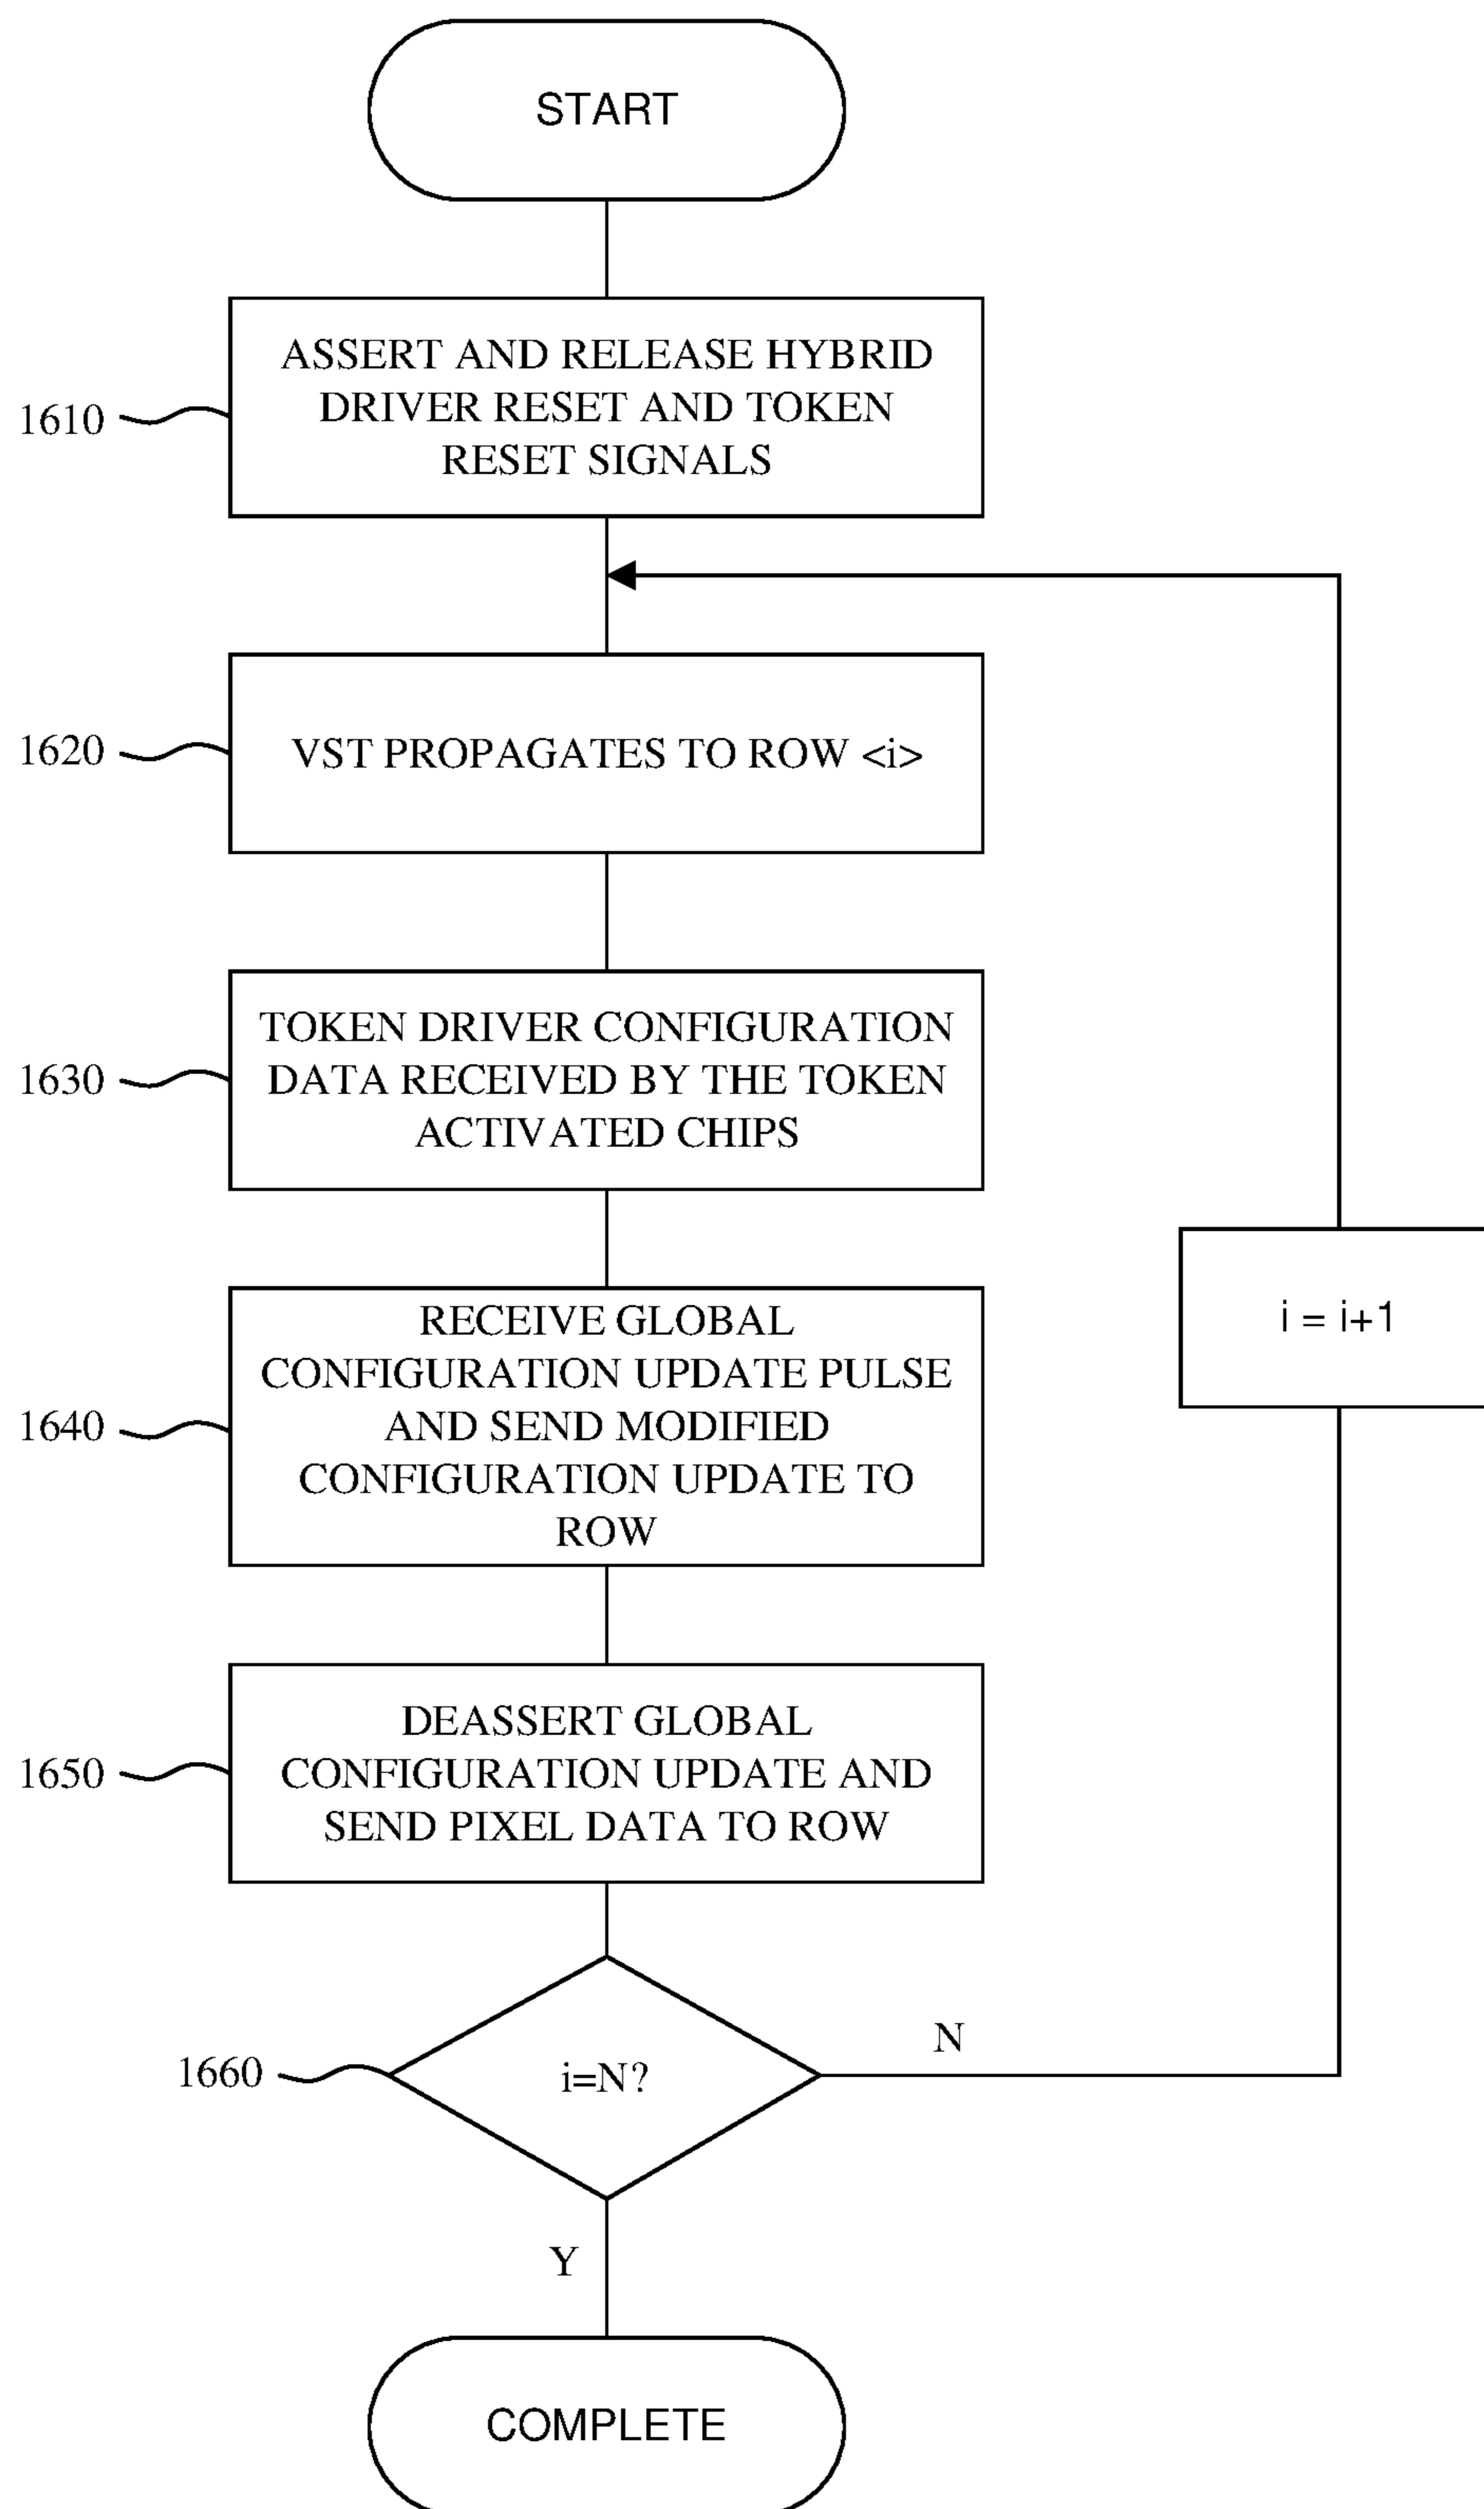 START
ASSERT AND RELEASE HYBRID
DRIVER RESET AND TOKEN
RESET SIGNALS
1610
VST PROPAGATES TO ROW <i>
1620
TOKEN DRIVER CONFIGURATION
DATA RECEIVED BY THE TOKEN
ACTIVATED CHIPS
1630
RECEIVE GLOBAL
CONFIGURATION UPDATE PULSE
AND SEND MODIFIED
CONFIGURATION UPDATE TO
ROW
1640
i = i+1
DEASSERT GLOBAL
CONFIGURATION UPDATE AND
SEND PIXEL DATA TO ROW
1650
i=N?
1660
N
Y
COMPLETE